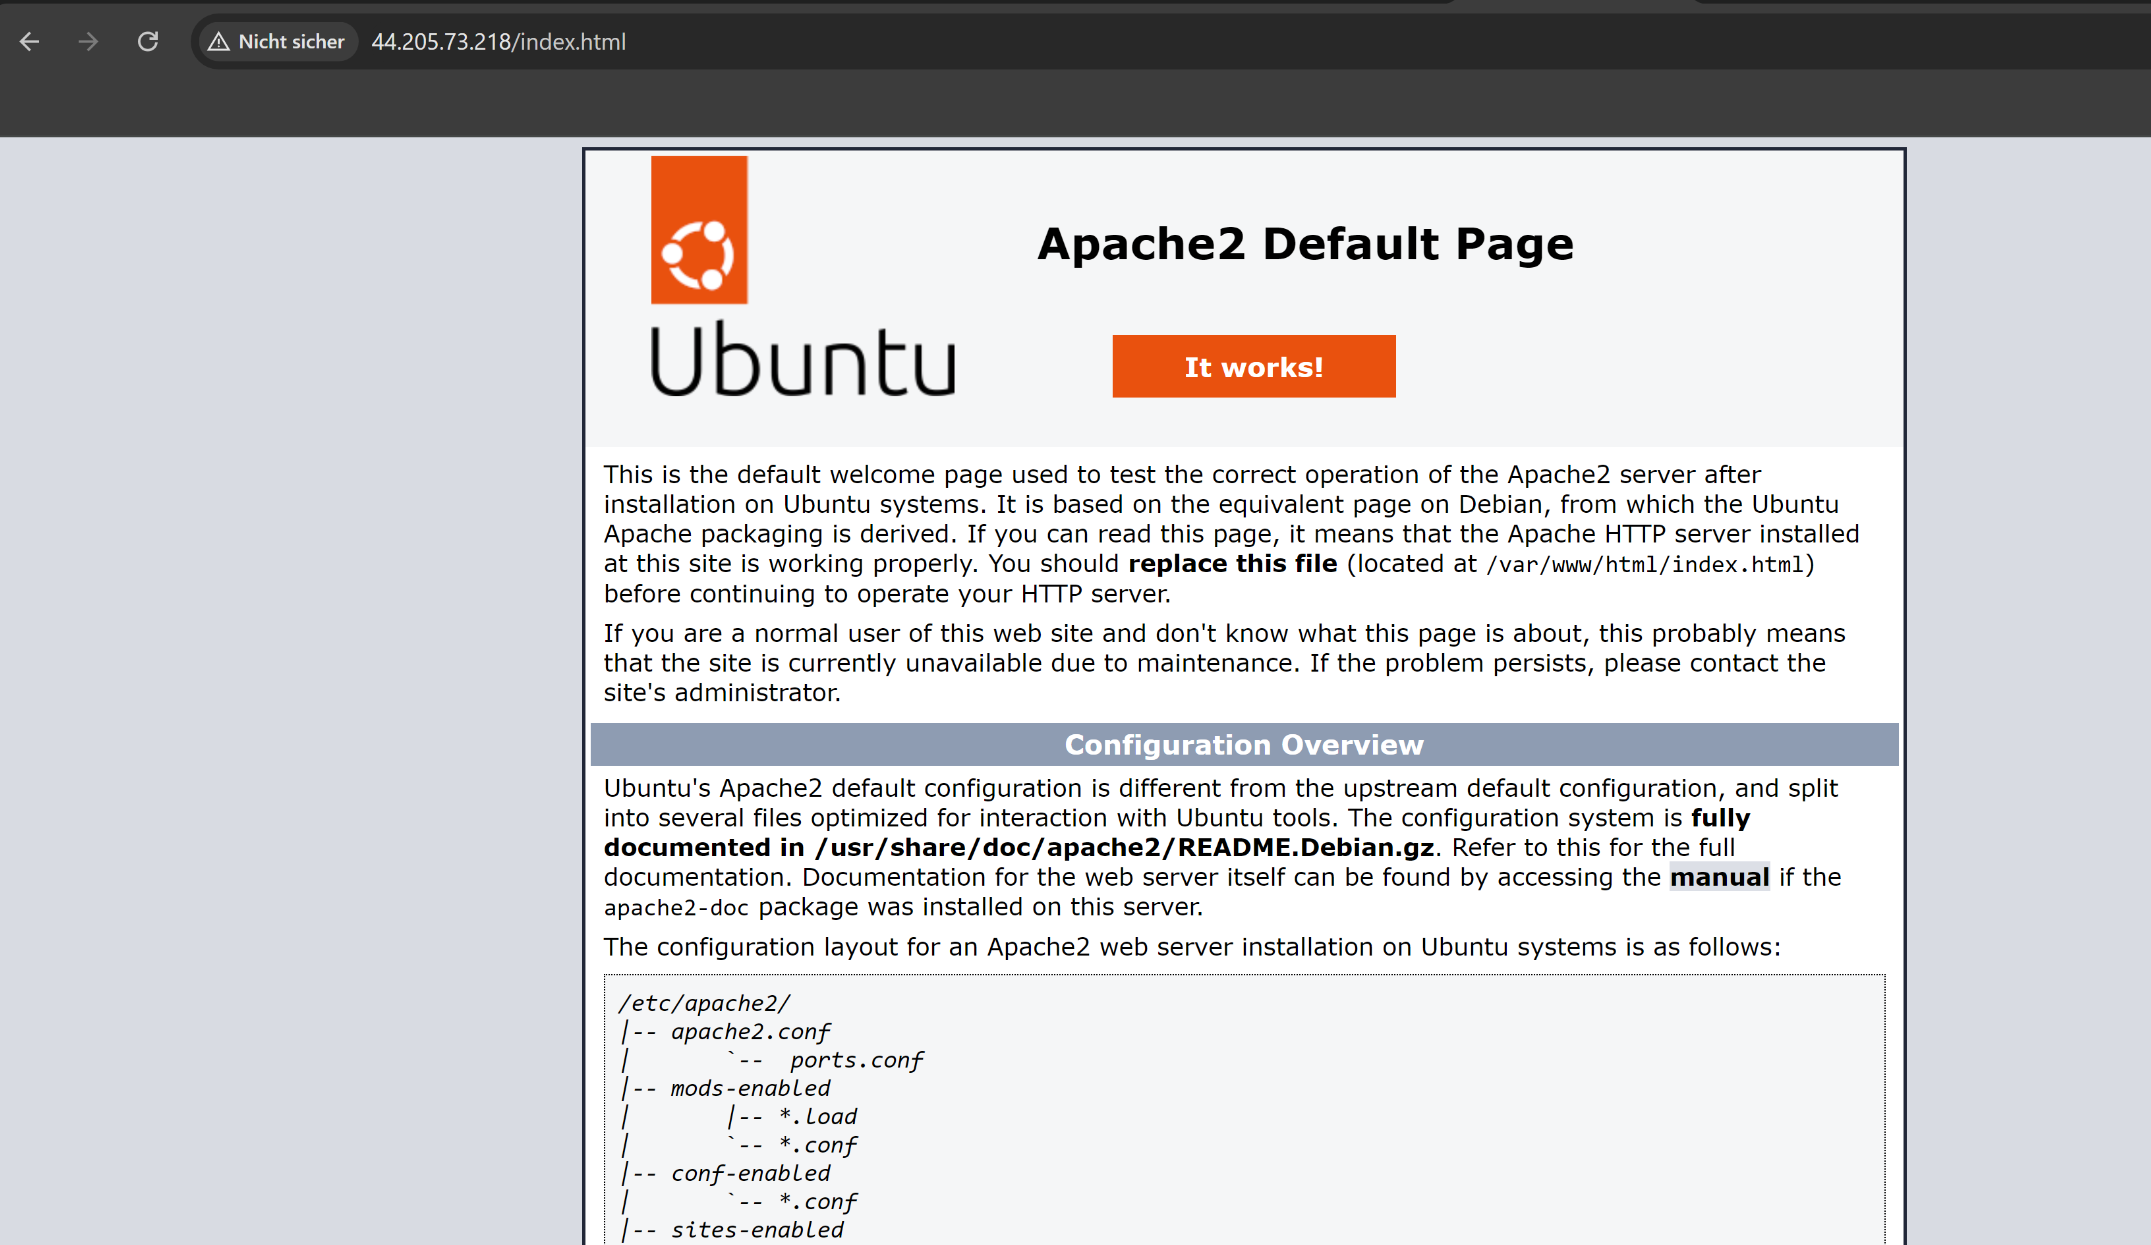 Nicht sicher
44.205.73.218/index.html
Ubuntu
Apache2 Default Page
It works!
This is the default welcome page used to test the correct operation of the Apache2 server after
installation on Ubuntu systems. It is based on the equivalent page on Debian, from which the Ubuntu
Apache packaging is derived. If you can read this page, it means that the Apache HTTP server installed
at this site is working properly. You should replace this file (located at /var/www/html/index.html)
before continuing to operate your HTTP server.
If you are a normal user of this web site and don't know what this page is about, this probably means
that the site is currently unavailable due to maintenance. If the problem persists, please contact the
site's administrator.
Configuration Overview
Ubuntu's Apache2 default configuration is different from the upstream default configuration, and split
into several files optimized for interaction with Ubuntu tools. The configuration system is fully
documented in /usr/share/doc/apache2/README.Debian.gz. Refer to this for the full
documentation. Documentation for the web server itself can be found by accessing the manual if the
apache2-doc package was installed on this server.
The configuration layout for an Apache2 web server installation on Ubuntu systems is as follows:
/etc/apache2/
|-- apache2.conf
|       `--  ports.conf
|-- mods-enabled
|       |-- *.load
|       `-- *.conf
|-- conf-enabled
|       `-- *.conf
|-- sites-enabled